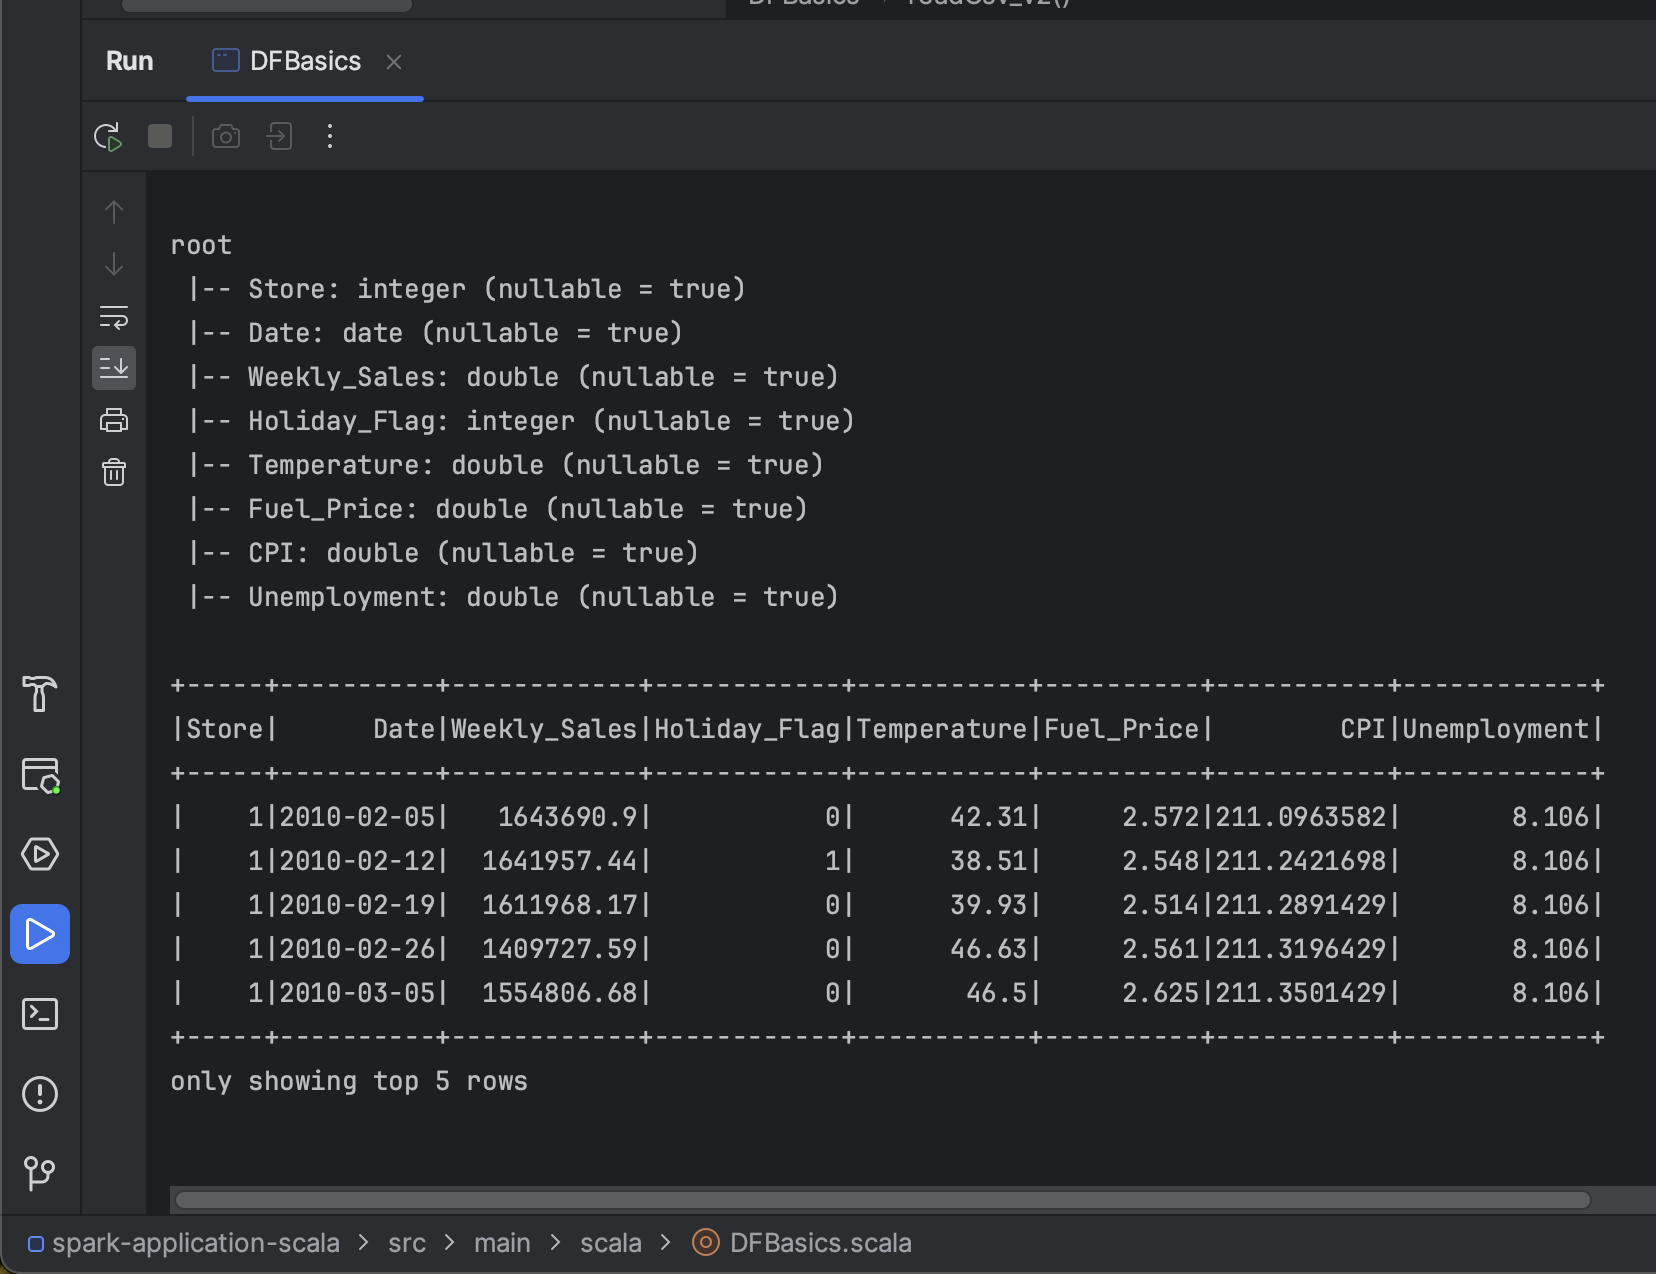 Run DFBasics
root
 |-- Store: integer (nullable = true)
 |-- Date: date (nullable = true)
 |-- Weekly_Sales: double (nullable = true)
 |-- Holiday_Flag: integer (nullable = true)
 |-- Temperature: double (nullable = true)
 |-- Fuel_Price: double (nullable = true)
 |-- CPI: double (nullable = true)
 |-- Unemployment: double (nullable = true)
+-----+----------+------------+------------+-----------+----------+-----------+------------+
|Store|      Date|Weekly_Sales|Holiday_Flag|Temperature|Fuel_Price|        CPI|Unemployment|
+-----+----------+------------+------------+-----------+----------+-----------+------------+
|    1|2010-02-05|   1643690.9|           0|      42.31|     2.572|211.0963582|       8.106|
|    1|2010-02-12|  1641957.44|           1|      38.51|     2.548|211.2421698|       8.106|
|    1|2010-02-19|  1611968.17|           0|      39.93|     2.514|211.2891429|       8.106|
|    1|2010-02-26|  1409727.59|           0|      46.63|     2.561|211.3196429|       8.106|
|    1|2010-03-05|  1554806.68|           0|       46.5|     2.625|211.3501429|       8.106|
+-----+----------+------------+------------+-----------+----------+-----------+------------+
only showing top 5 rows
spark-application-scala > src > main > scala > DFBasics.scala